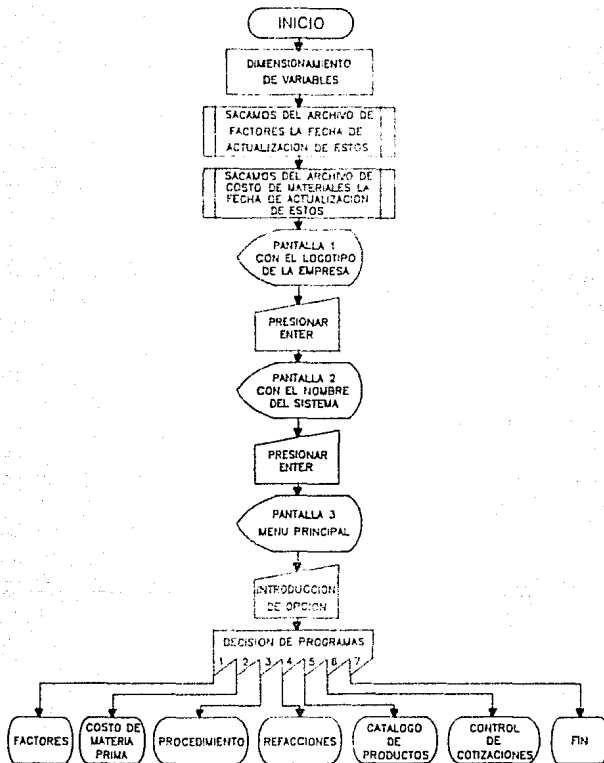 INICIO
DIMENSIONAMIENTO
DE VARIABLES
SACAMOS DEL ARCHIVO DE
FACTORES LA FECHA DE
ACTUALIZACION DE ESTOS
SACAMOS DEL ARCHIVO DE
COSTO DE MATERIALES LA
FECHA DE ACTUALIZACION
DE ESTOS
PANTALLA 1
CON EL LOGOTIPO
DE LA EMPRESA
PRESIONAR
ENTER
PANTALLA 2
CON EL NOMBRE
DEL SISTEMA
PRESIONAR
ENTER
PANTALLA 3
MENU PRINCIPAL
INTRODUCCION
DE OPCION
DECISION DE PROGRAMAS
1 2 3 4 5 6 7
FACTORES
COSTO DE
MATERIA
PRIMA
PROCEDIMIENTO
REFACCIONES
CATALOGO
DE
PRODUCTOS
CONTROL
DE
COTIZACIONES
FIN